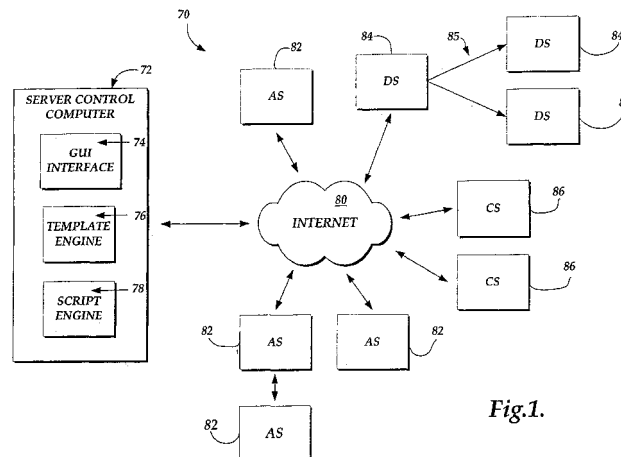 70
72
SERVER CONTROL
COMPUTER
74
GUI
INTERFACE
76
TEMPLATE
ENGINE
78
SCRIPT
ENGINE
82
AS
84
DS
85
DS
84
DS
80
INTERNET
CS
86
CS
86
82
AS
AS
82
82
AS
Fig.1.